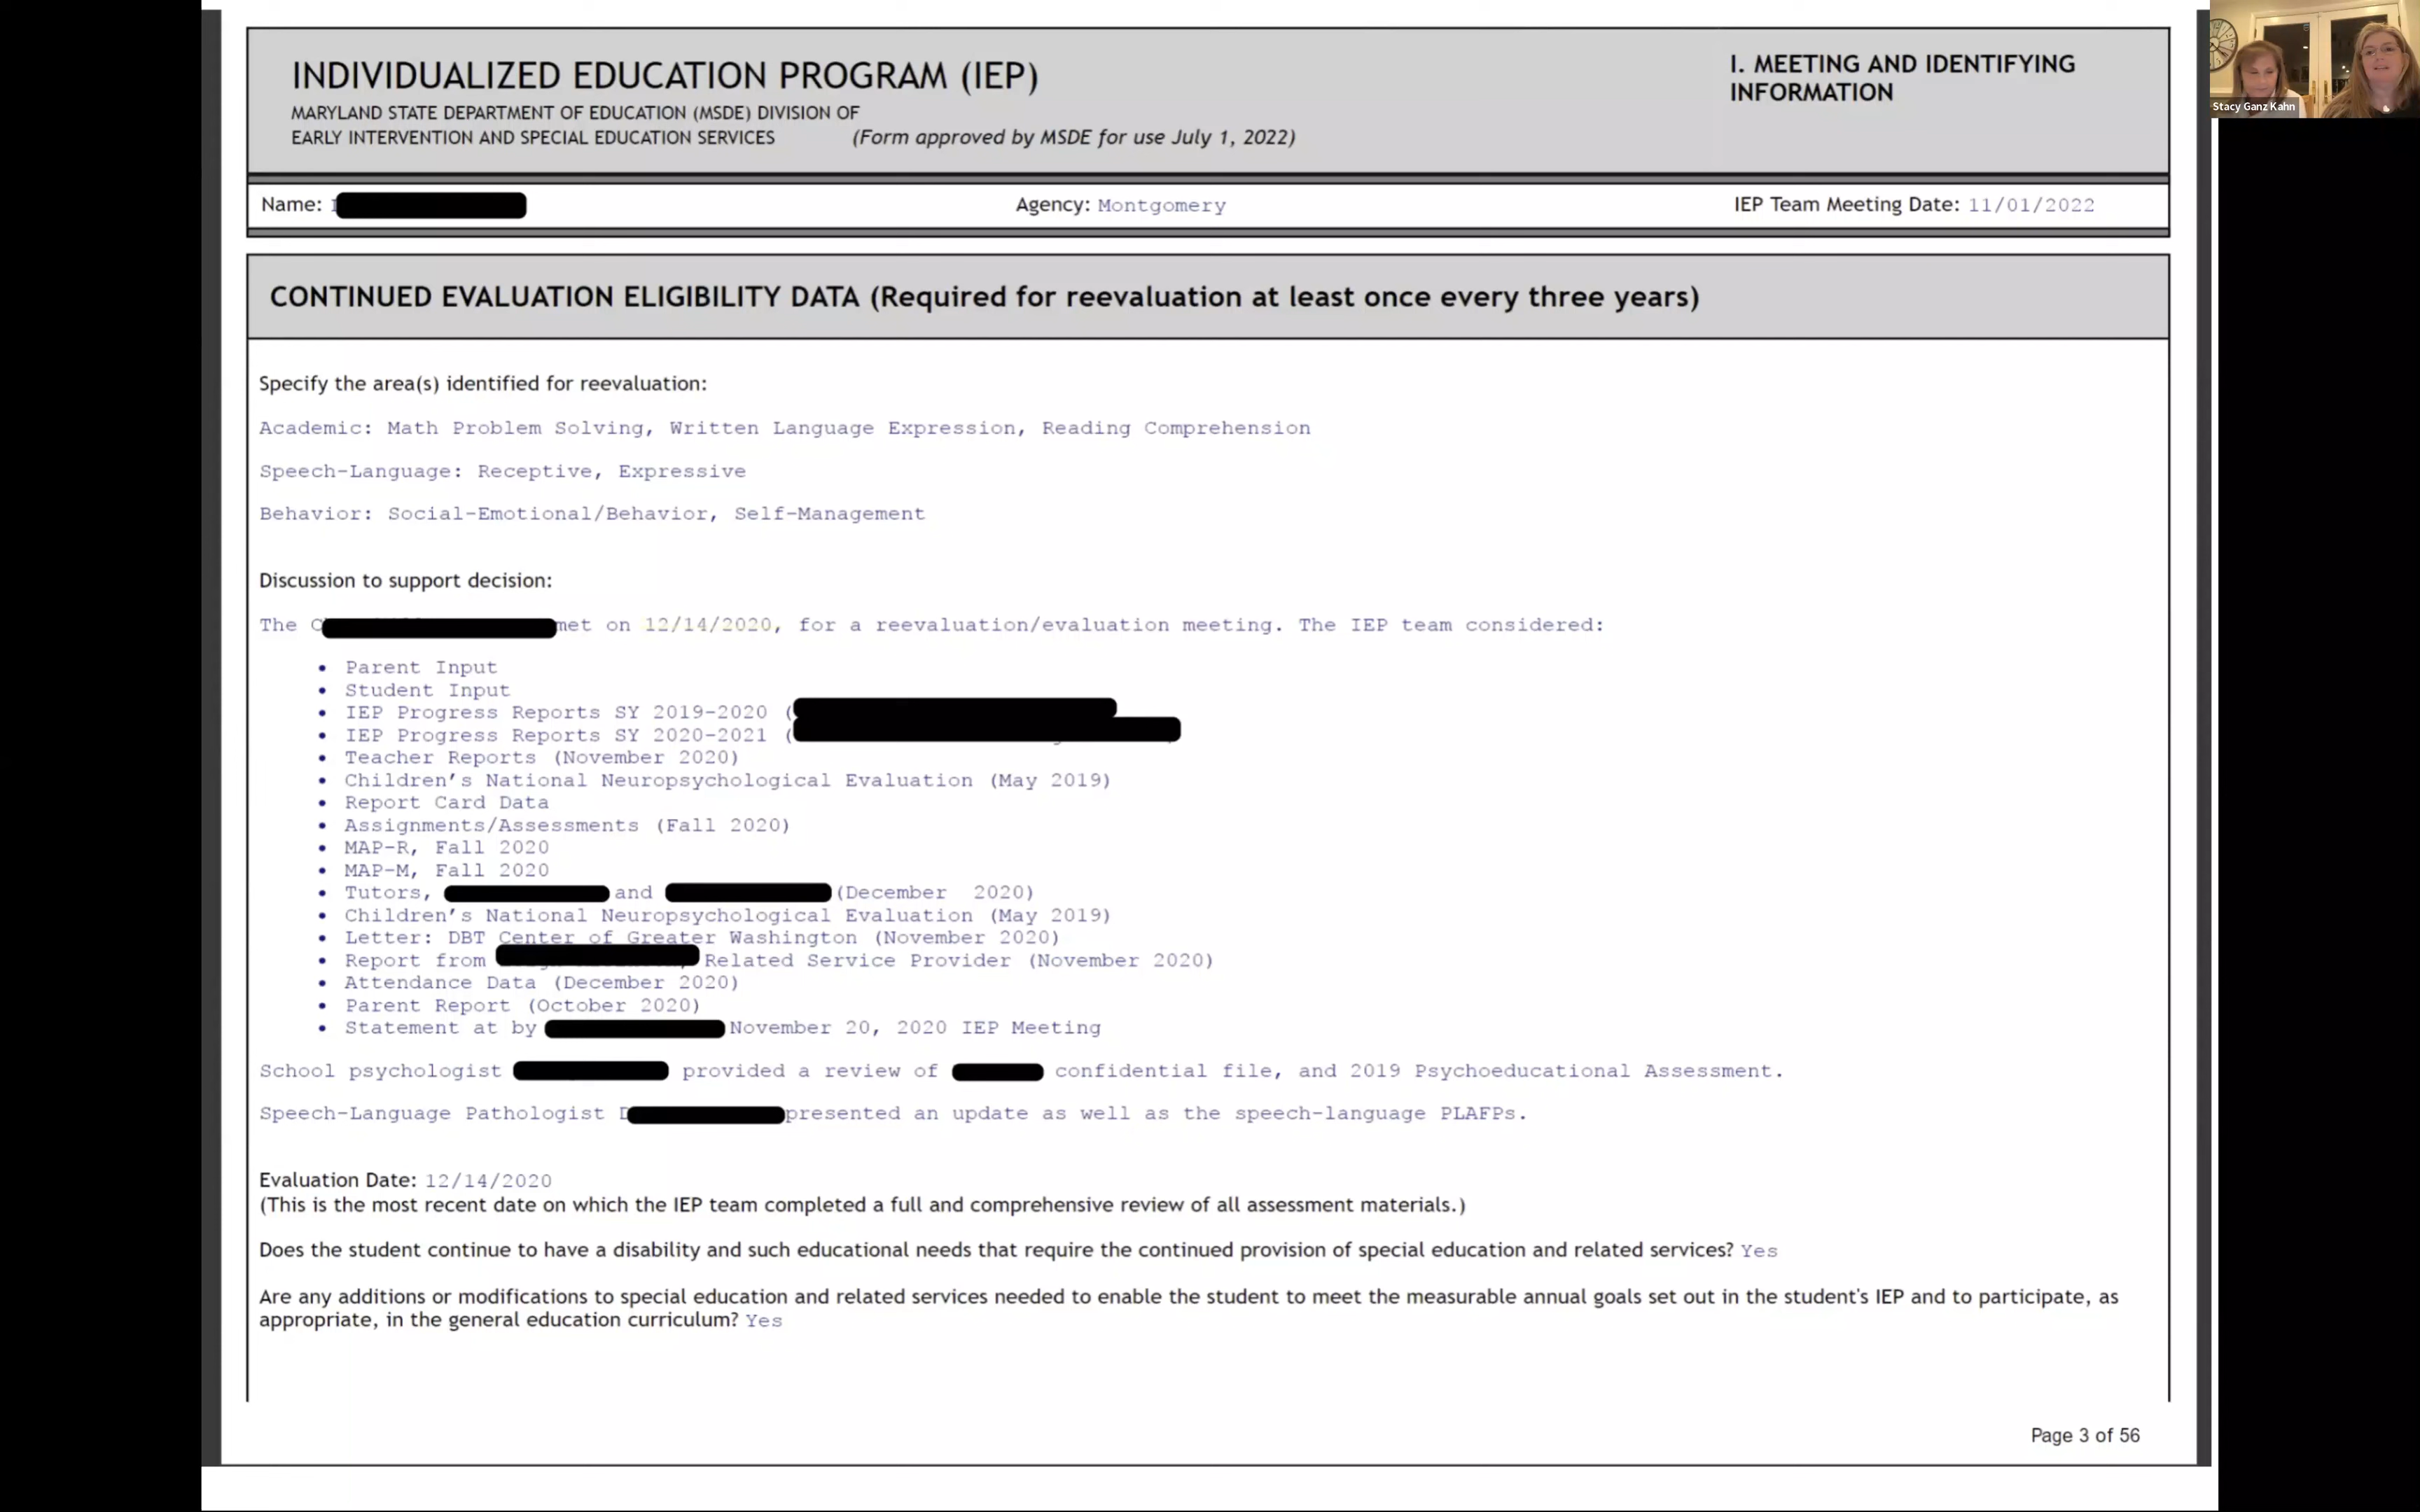 INDIVIDUALIZED EDUCATION PROGRAM (IEP)
MARYLAND STATE DEPARTMENT OF EDUCATION (MSDE) DIVISION OF
EARLY INTERVENTION AND SPECIAL EDUCATION SERVICES (Form approved by MSDE for use July 1, 2022)
I. MEETING AND IDENTIFYING
INFORMATION
Stacy Ganz Kahn
Name: Agency: Montgomery IEP Team Meeting Date: 11/01/2022
CONTINUED EVALUATION ELIGIBILITY DATA (Required for reevaluation at least once every three years)
Specify the area(s) identified for reevaluation:
Academic: Math Problem Solving, Written Language Expression, Reading Comprehension
Speech-Language: Receptive, Expressive
Behavior: Social-Emotional/Behavior, Self-Management
Discussion to support decision:
The met on 12/14/2020, for a reevaluation/evaluation meeting. The IEP team considered:
• Parent Input
• Student Input
• IEP Progress Reports SY 2019-2020 (
• IEP Progress Reports SY 2020-2021 (
• Teacher Reports (November 2020)
• Children's National Neuropsychological Evaluation (May 2019)
• Report Card Data
• Assignments/Assessments (Fall 2020)
• MAP-R, Fall 2020
• MAP-M, Fall 2020
• Tutors, and (December 2020)
• Children's National Neuropsychological Evaluation (May 2019)
• Letter: DBT Center of Greater Washington (November 2020)
• Report from Related Service Provider (November 2020)
• Attendance Data (December 2020)
• Parent Report (October 2020)
• Statement at by November 20, 2020 IEP Meeting
School psychologist provided a review of confidential file, and 2019 Psychoeducational Assessment.
Speech-Language Pathologist presented an update as well as the speech-language PLAFPs.
Evaluation Date: 12/14/2020
(This is the most recent date on which the IEP team completed a full and comprehensive review of all assessment materials.)
Does the student continue to have a disability and such educational needs that require the continued provision of special education and related services? Yes
Are any additions or modifications to special education and related services needed to enable the student to meet the measurable annual goals set out in the student's IEP and to participate, as
appropriate, in the general education curriculum? Yes
Page 3 of 56